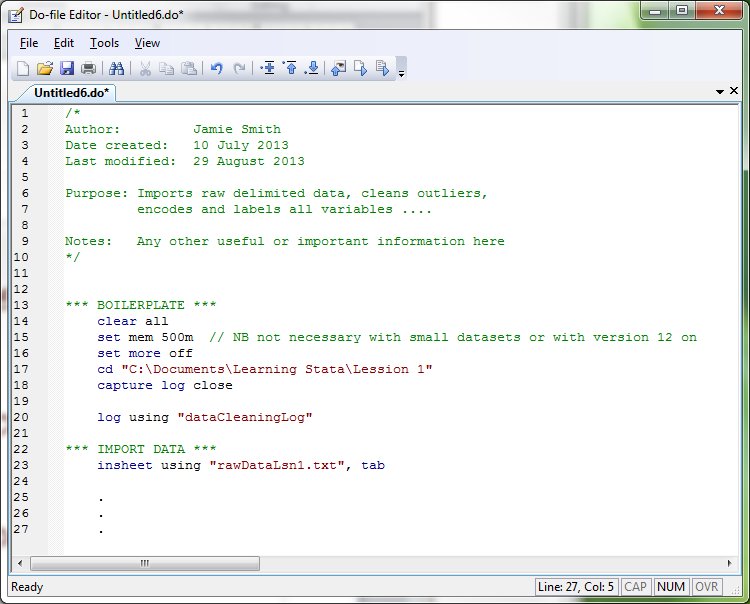 Do-file Editor - Untitled6.do*
File Edit Tools View
Untitled6.do*
1 /*
2 Author: Jamie Smith
3 Date created: 10 July 2013
4 Last modified: 29 August 2013
5
6 Purpose: Imports raw delimited data, cleans outliers,
7 encodes and labels all variables ....
8
9 Notes: Any other useful or important information here
10 */
11
12
13 *** BOILERPLATE ***
14 clear all
15 set mem 500m // NB not necessary with small datasets or with version 12 on
16 set more off
17 cd "C:\Documents\Learning Stata\Lession 1"
18 capture log close
19
20 log using "dataCleaningLog"
21
22 *** IMPORT DATA ***
23 insheet using "rawDataLsn1.txt", tab
24
25 .
26 .
27 .
Ready Line: 27, Col: 5 CAP NUM OVR